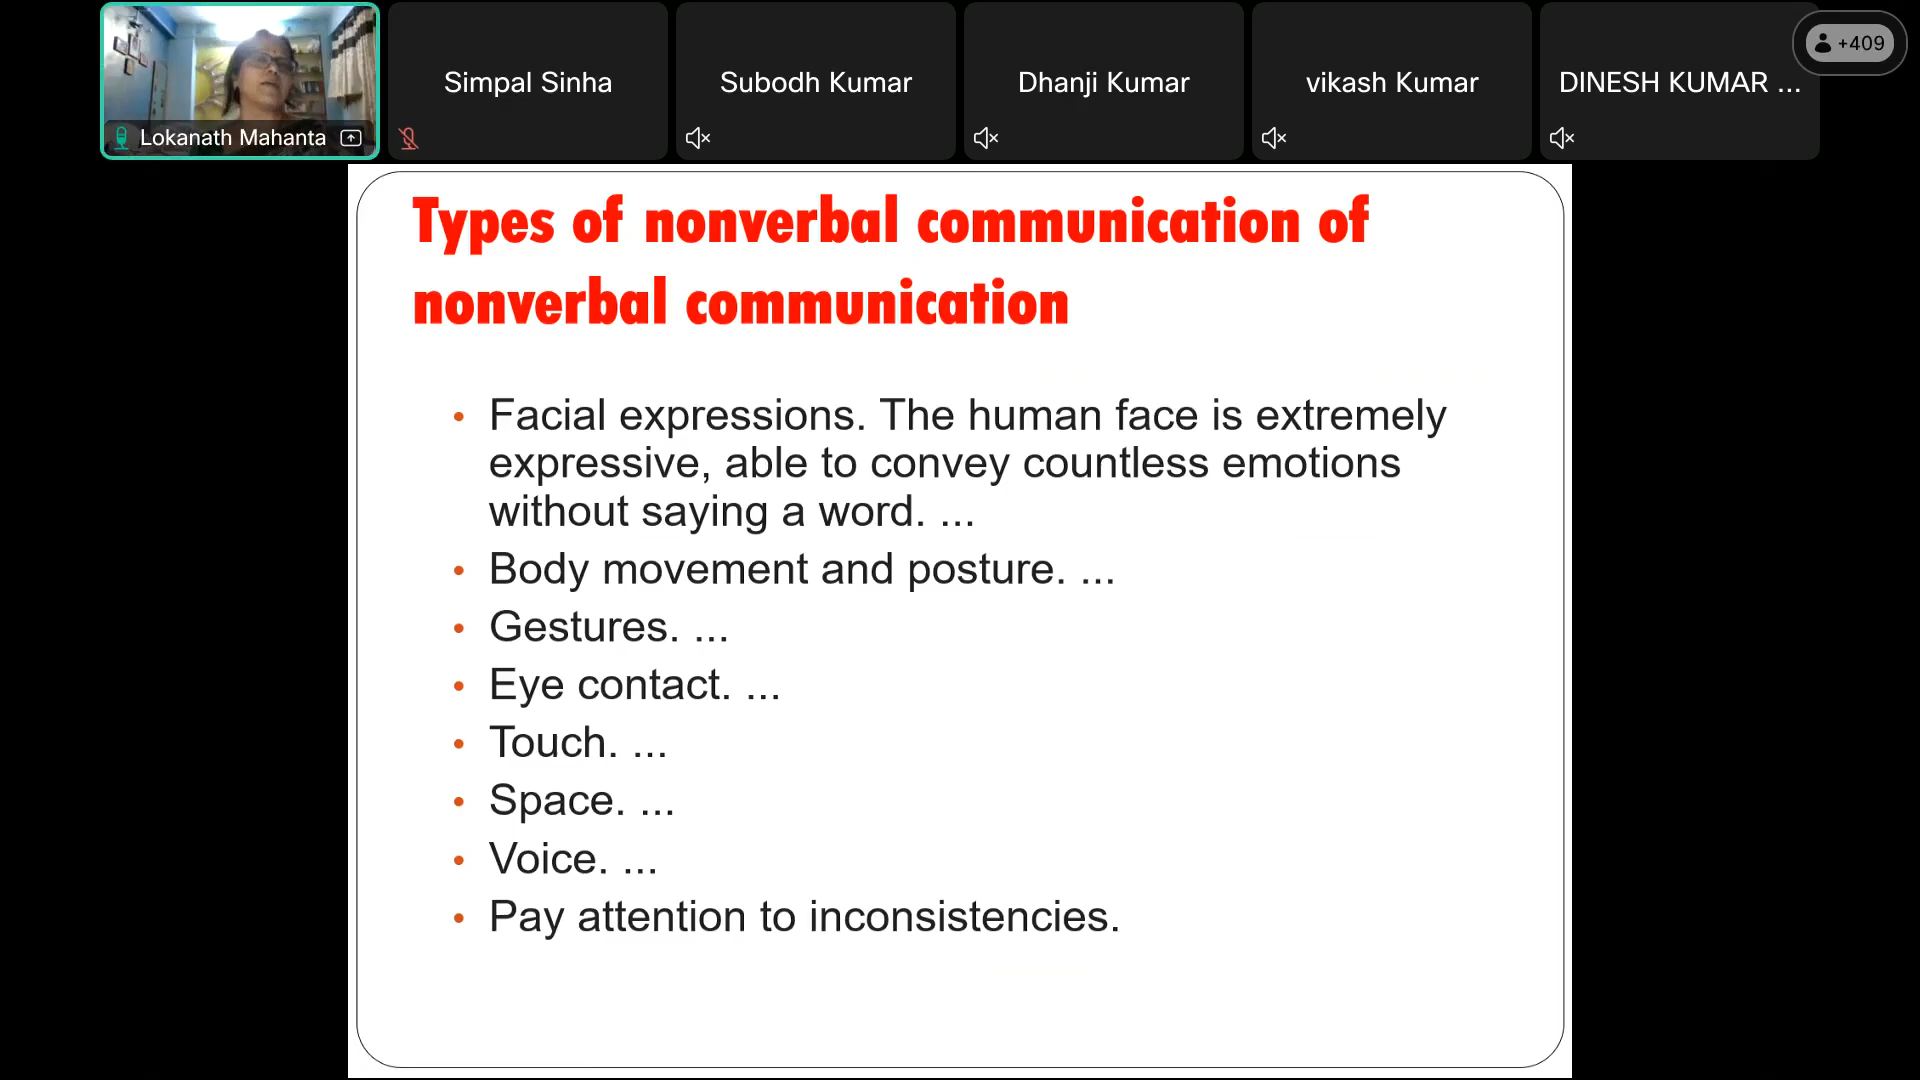 Lokanath Mahanta
Simpal Sinha
Subodh Kumar
Dhanji Kumar
vikash Kumar
DINESH KUMAR ...
+409
Types of nonverbal communication of
nonverbal communication
• Facial expressions. The human face is extremely
expressive, able to convey countless emotions
without saying a word. ...
• Body movement and posture. ...
• Gestures. ...
• Eye contact. ...
• Touch. ...
• Space. ...
• Voice. ...
• Pay attention to inconsistencies.